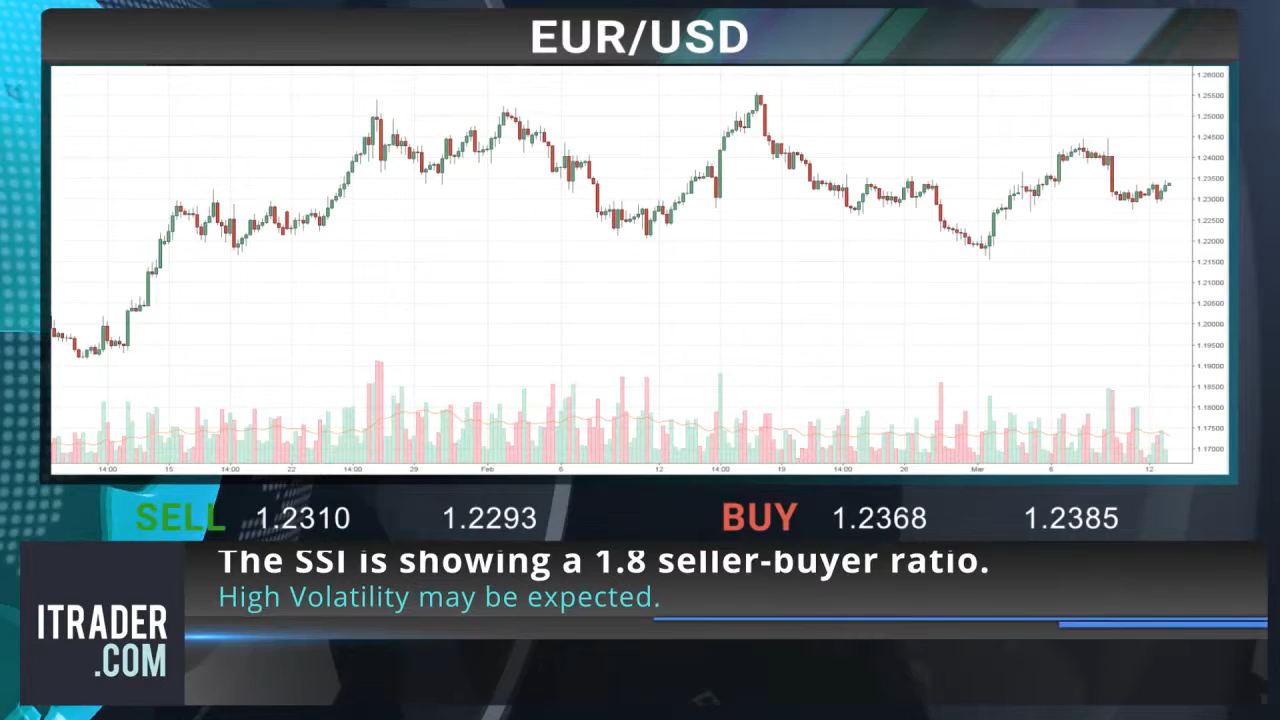 EUR/USD
1.26000
1.25500
1.25000
1.24500
1.24000
1.23500
1.23000
1.22500
1.22000
1.21500
1.21000
1.20500
1.20000
1.19500
1.19000
1.18500
1.18000
1.17500
1.17000
14:00 15 14:00 22 14:00 29 Feb 6 12 14:00 19 14:00 26 Mar 6 12
SELL 1.2310 1.2293 BUY 1.2368 1.2385
The SSI is showing a 1.8 seller-buyer ratio.
High Volatility may be expected.
ITRADER
.COM